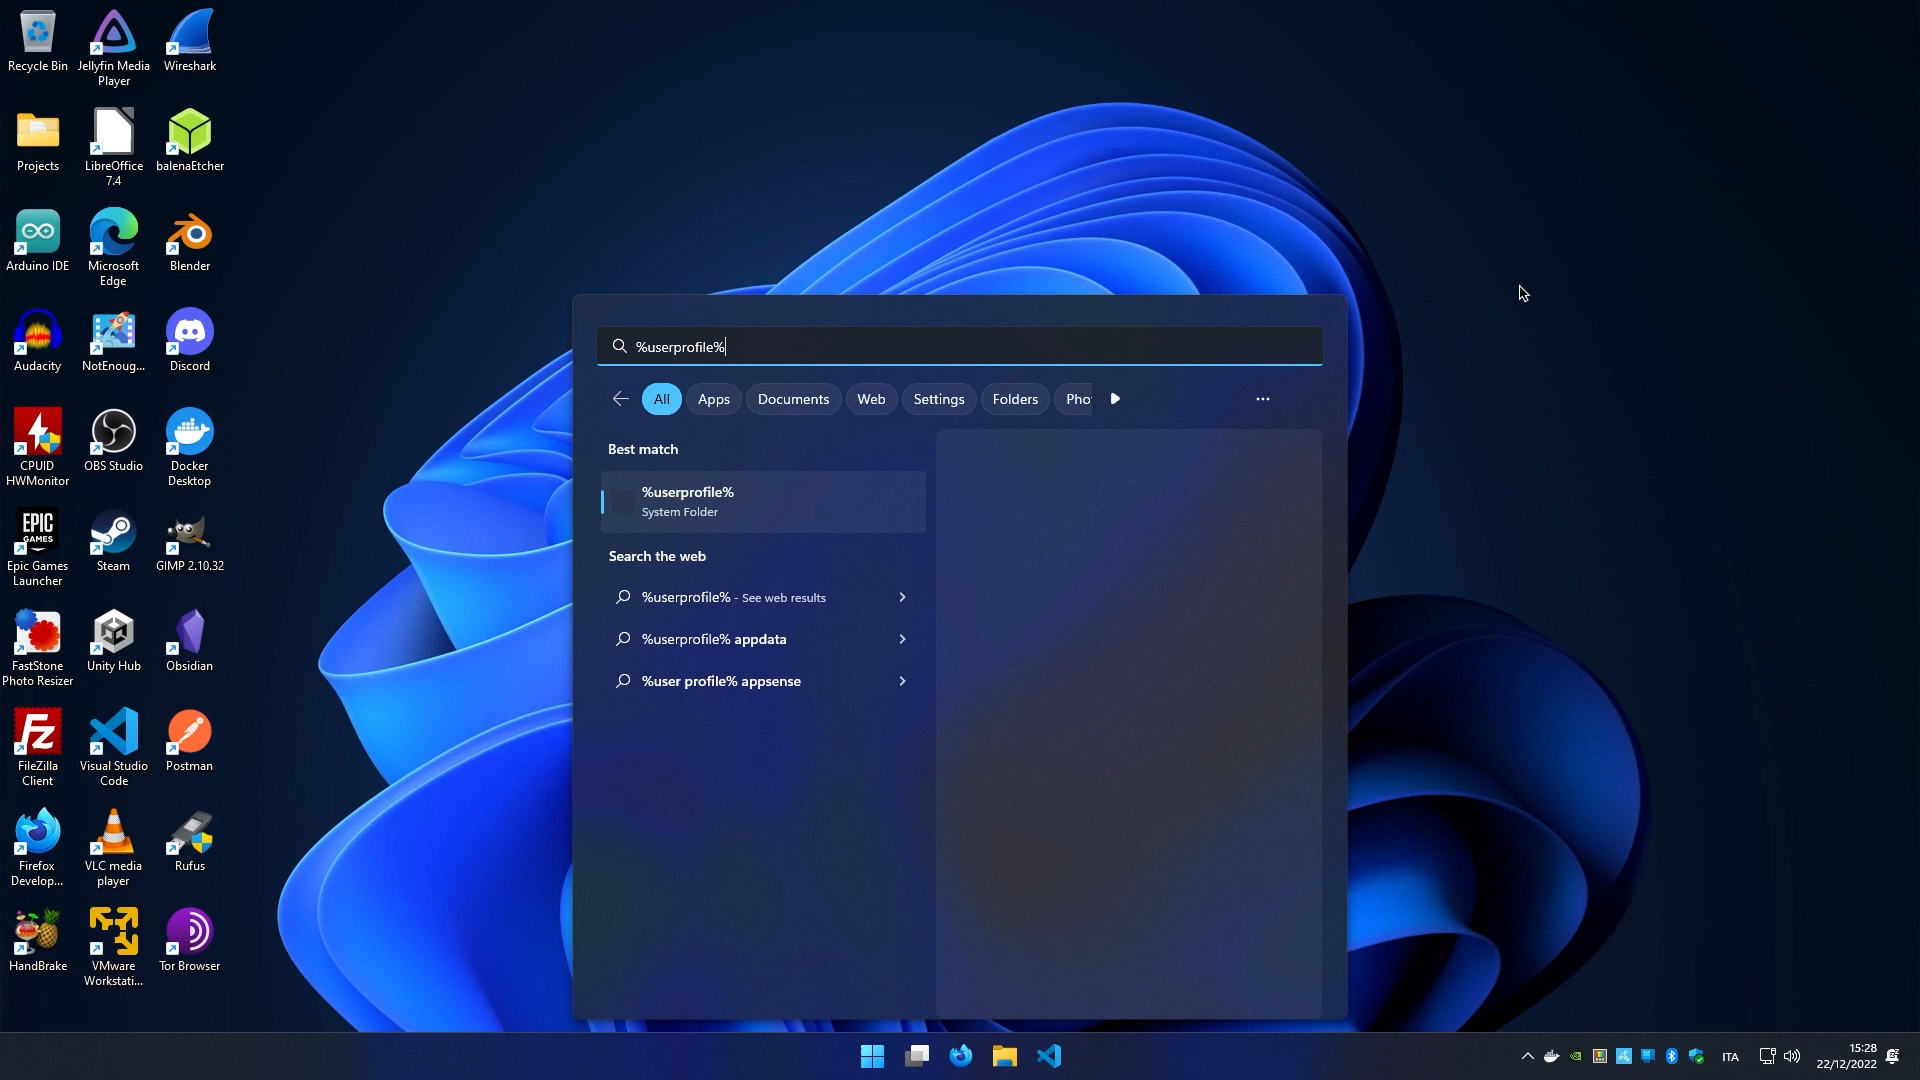 Recycle Bin
Jellyfin Media
Player
Wireshark
Projects
LibreOffice
7.4
balenaEtcher
Arduino IDE
Microsoft
Edge
Blender
Audacity
NotEnoug...
Discord
CPUID
HWMonitor
OBS Studio
Docker
Desktop
EPIC
GAMES
Epic Games
Launcher
Steam
GIMP 2.10.32
FastStone
Photo Resizer
Unity Hub
Obsidian
Fz
FileZilla
Client
Visual Studio
Code
Postman
Firefox
Develop...
VLC media
player
Rufus
HandBrake
VMware
Workstati...
Tor Browser
%userprofile%
All
Apps
Documents
Web
Settings
Folders
Pho
Best match
%userprofile%
System Folder
Search the web
%userprofile% - See web results
%userprofile% appdata
%user profile% appsense
ITA
15:28
22/12/2022